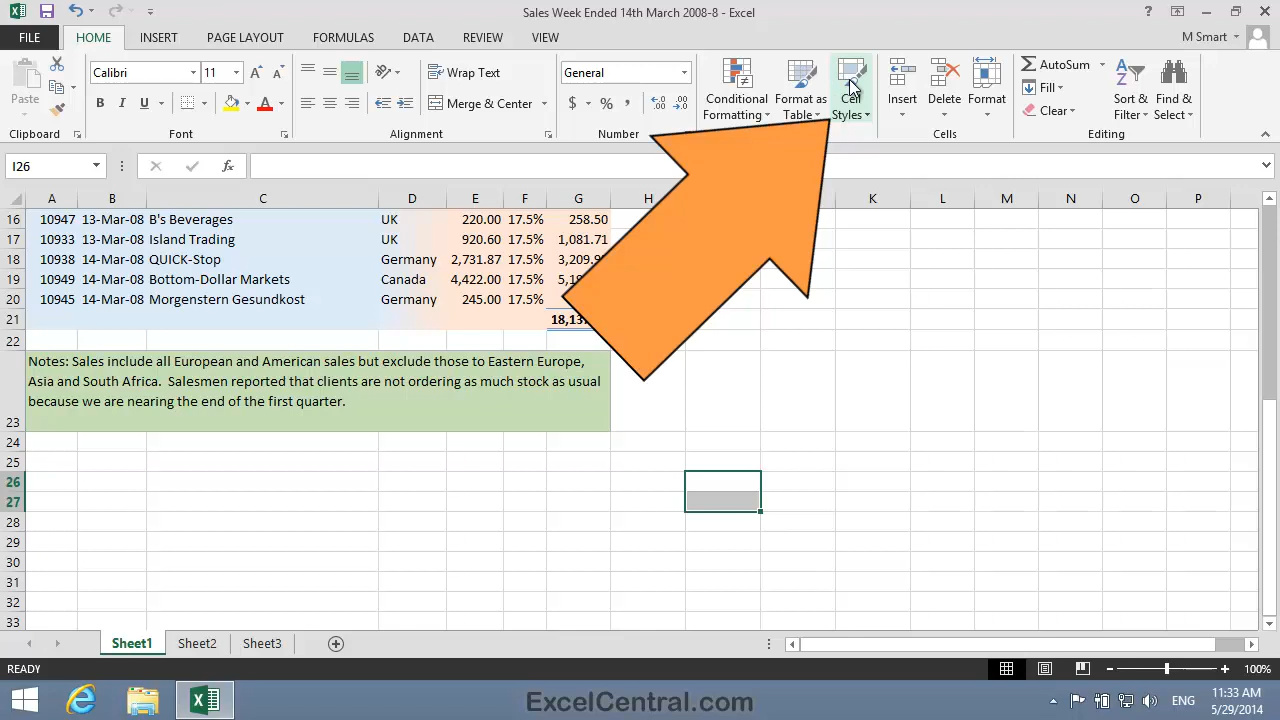 Sales Week Ended 14th March 2008-8 - Excel
FILE HOME INSERT PAGE LAYOUT FORMULAS DATA REVIEW VIEW M Smart
Paste
Calibri 11
B I U
Wrap Text
Merge & Center
General
$ % ,
Conditional Formatting
Format as Table
Cell Styles
Insert Delete Format
AutoSum
Fill
Clear
Sort & Filter
Find & Select
Clipboard Font Alignment Number Cells Editing
I26 fx
A B C D E F G H K L M N O P
16 10947 13-Mar-08 B's Beverages UK 220.00 17.5% 258.50
17 10933 13-Mar-08 Island Trading UK 920.60 17.5% 1,081.71
18 10938 14-Mar-08 QUICK-Stop Germany 2,731.87 17.5%
19 10949 14-Mar-08 Bottom-Dollar Markets Canada 4,422.00 17.5%
20 10945 14-Mar-08 Morgenstern Gesundkost Germany 245.00 17.5%
21
22
Notes: Sales include all European and American sales but exclude those to Eastern Europe,
Asia and South Africa. Salesmen reported that clients are not ordering as much stock as usual
because we are nearing the end of the first quarter.
23
24
25
26
27
28
29
30
31
32
33
Sheet1 Sheet2 Sheet3
READY 100%
ExcelCentral.com
ENG
11:33 AM
5/29/2014